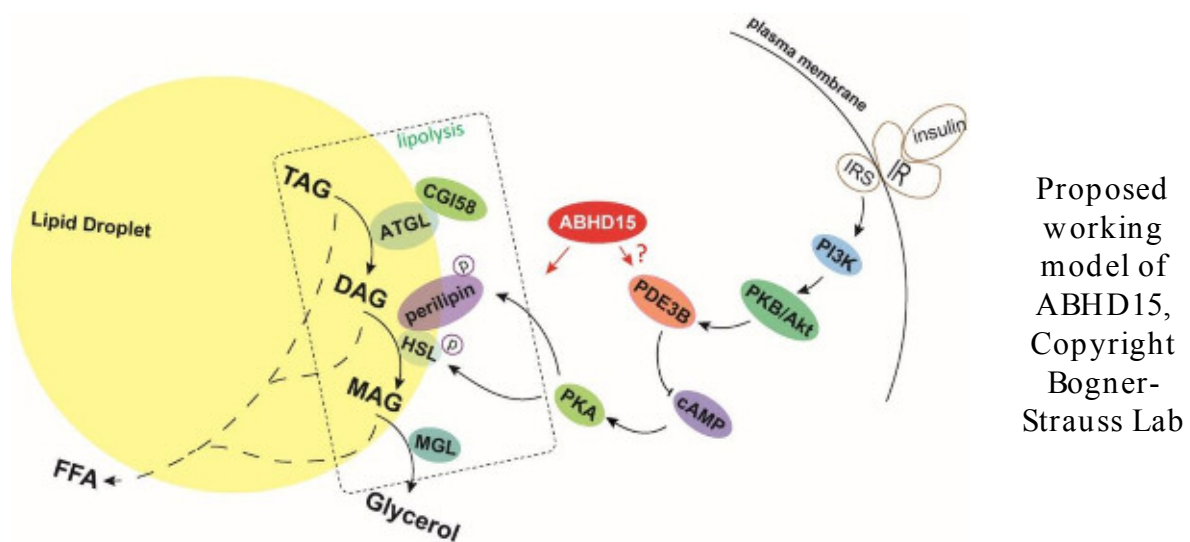 plasma membrane
insulin
IR
IRS
lipolysis
TAG
CGI58
ATGL
Lipid Droplet
ABHD15
?
PI3K
p
DAG
perilipin
PDE3B
PKB/Akt
HSL
p
MAG
PKA
cAMP
MGL
FFA
Glycerol
Proposed
working
model of
ABHD15,
Copyright
Bogner-
Strauss Lab